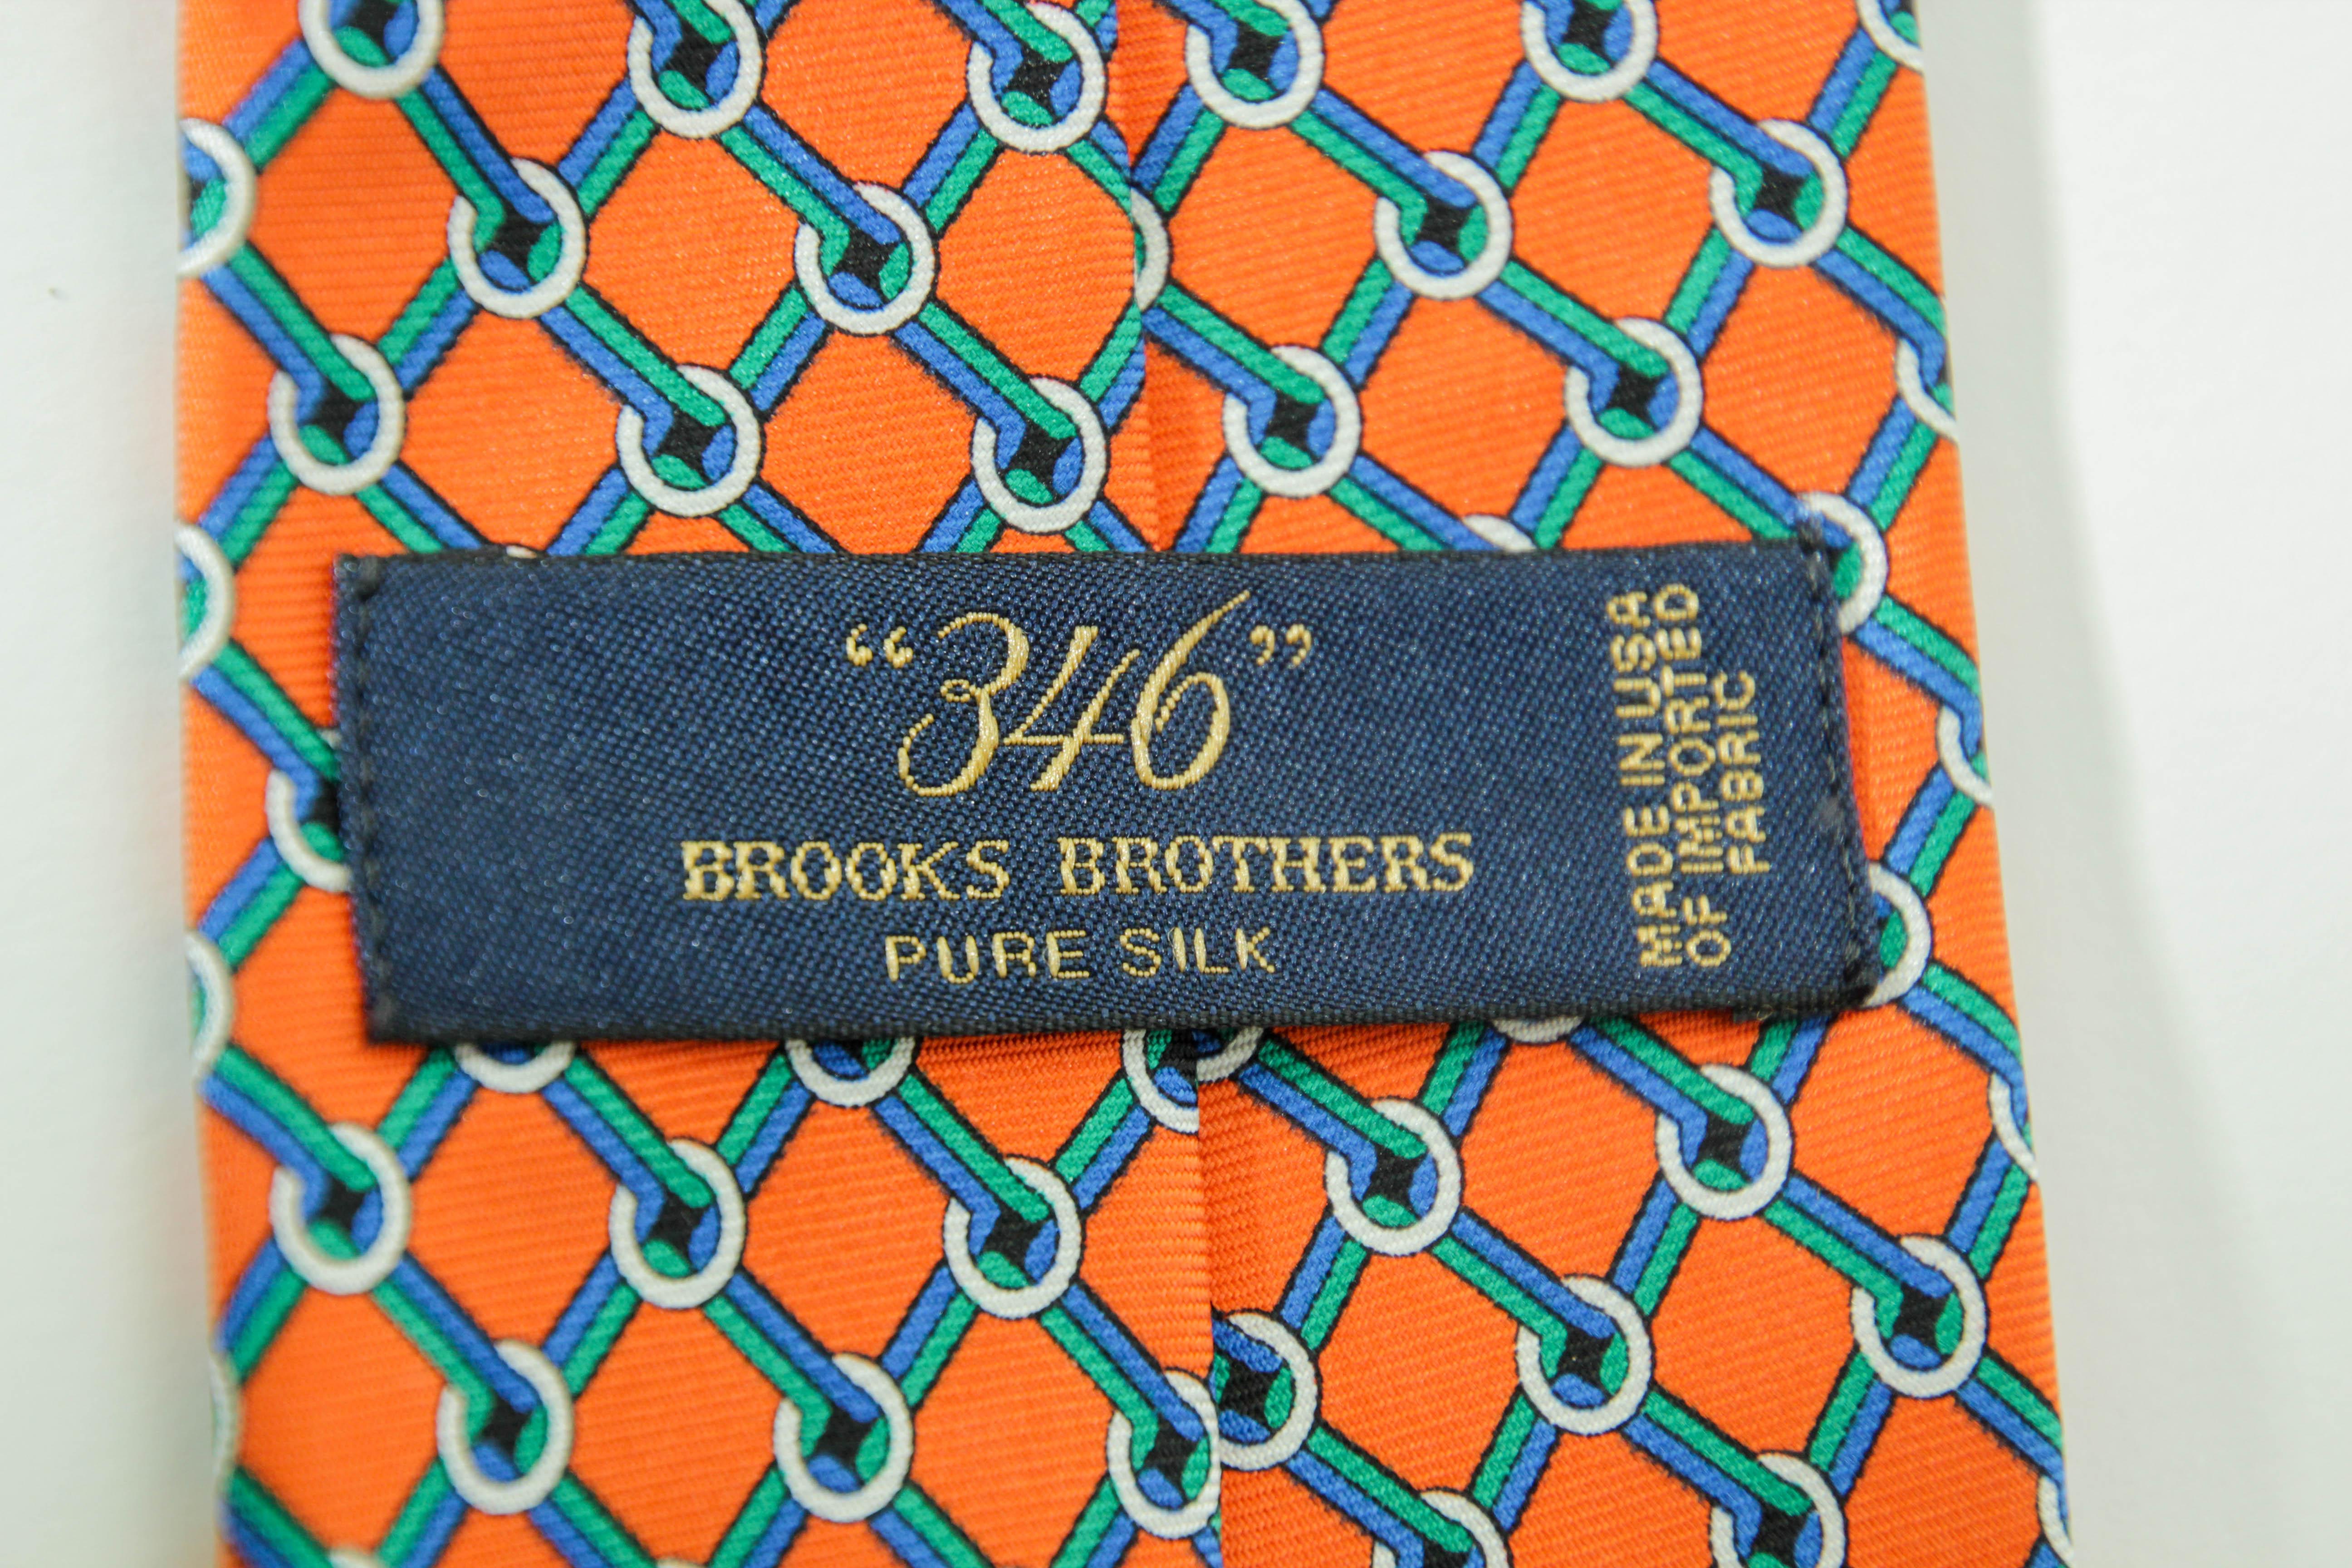 “346”
BROOKS BROTHERS
PURE SILK
MADE IN USA
OF IMPORTED
FABRIC